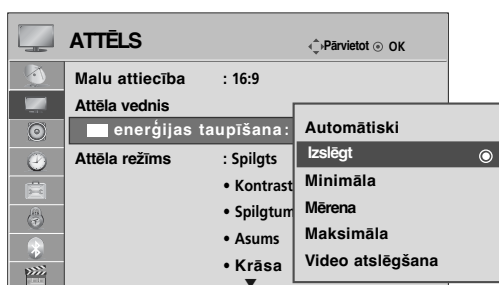 ATTĒLS
Pārvietot OK
Malu attiecība : 16:9
Attēla vednis
enerģijas taupīšana:
Attēla režīms : Spilgts
• Kontrast
• Spilgtum
• Asums
• Krāsa
Automātiski
Izslēgt
Minimāla
Mērena
Maksimāla
Video atslēgšana